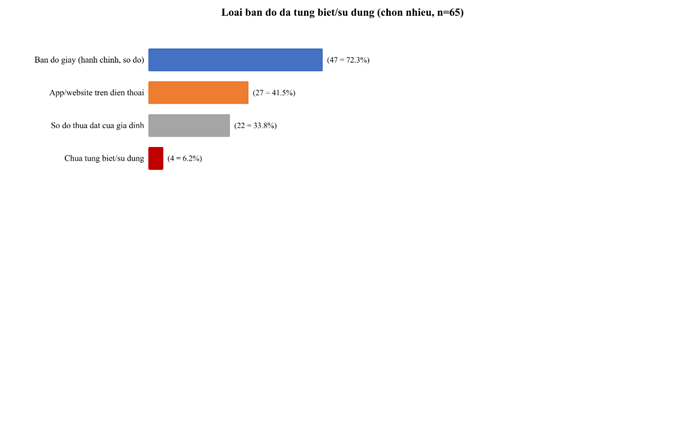 Loai ban do da tung biet/su dung (chon nhieu, n=65)
Ban do giay (hanh chinh, so do) (47 = 72.3%)
App/website tren dien thoai (27 = 41.5%)
So do thua dat cua gia dinh (22 = 33.8%)
Chua tung biet/su dung (4 = 6.2%)